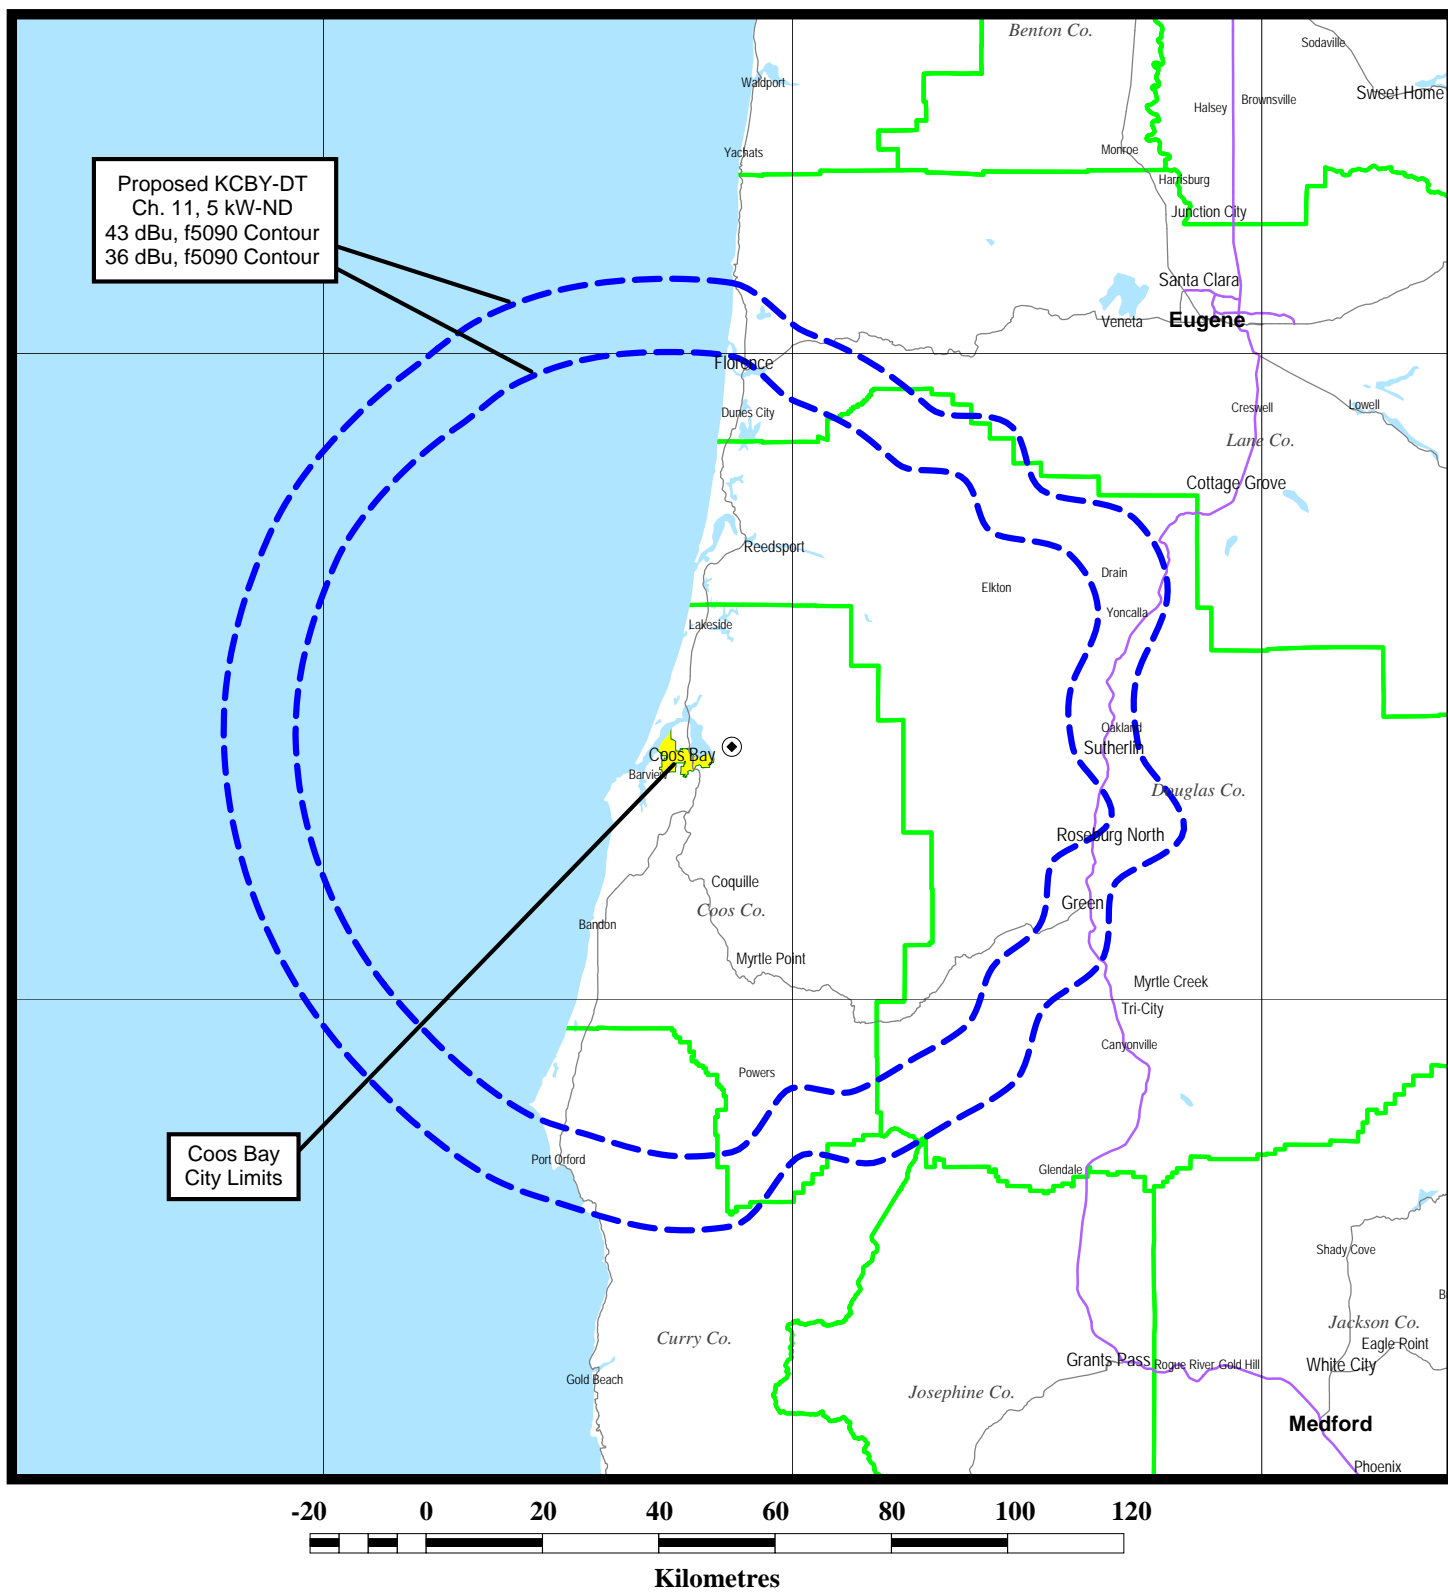 Benton Co.
Sodaville
Waldport
Sweet Home
Brownsville
Halsey
Yachats
Monroe
Harrisburg
Proposed KCBY-DT
Ch. 11, 5 kW-ND
43 dBu, f5090 Contour
36 dBu, f5090 Contour
Junction City
Santa Clara
Veneta
Eugene
Florence
Dunes City
Creswell
Lowell
Lane Co.
Cottage Grove
Reedsport
Drain
Elkton
Yoncalla
Lakeside
Oakland
Sutherlin
Coos Bay
Barview
Douglas Co.
Roseburg North
Coquille
Green
Coos Co.
Bandon
Myrtle Point
Myrtle Creek
Tri-City
Canyonville
Powers
Coos Bay
City Limits
Port Orford
Glendale
Shady Cove
B
Curry Co.
Jackson Co.
Eagle Point
Grants Pass
Rogue River
Gold Hill
White City
Gold Beach
Josephine Co.
Medford
Phoenix
-20 0 20 40 60 80 100 120
Kilometres